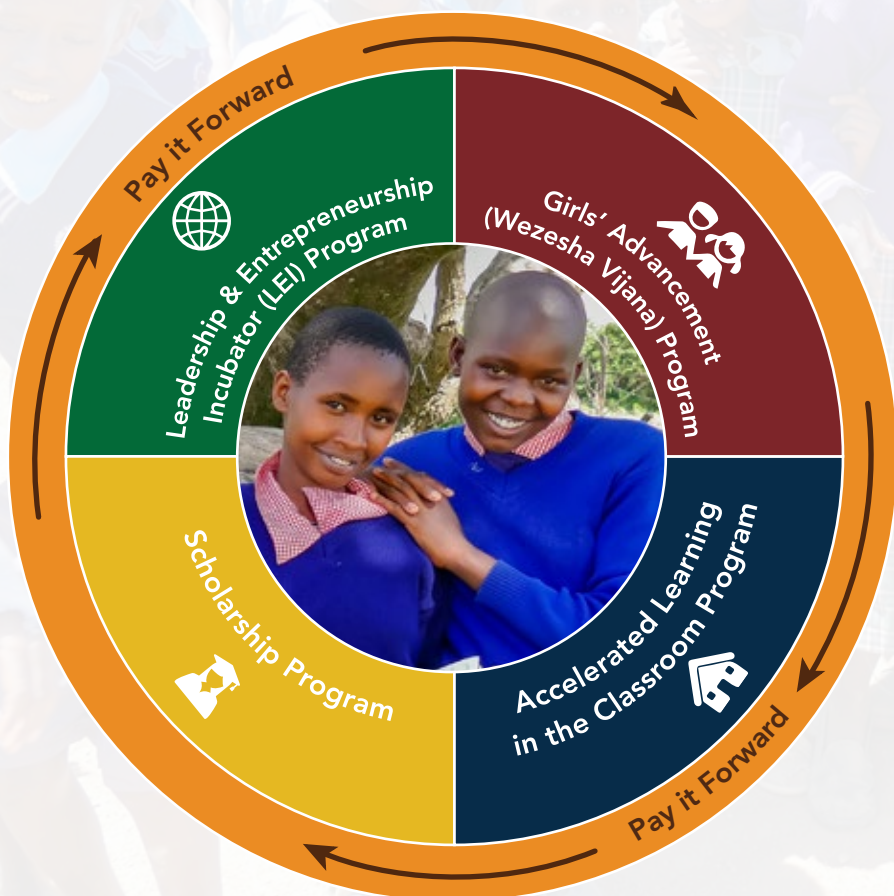 Pay it Forward
Leadership & Entrepreneurship
Incubator (LEI) Program
Girls’ Advancement
(Wezesha Vijana) Program
Scholarship Program
Accelerated Learning
in the Classroom Program
Pay it Forward